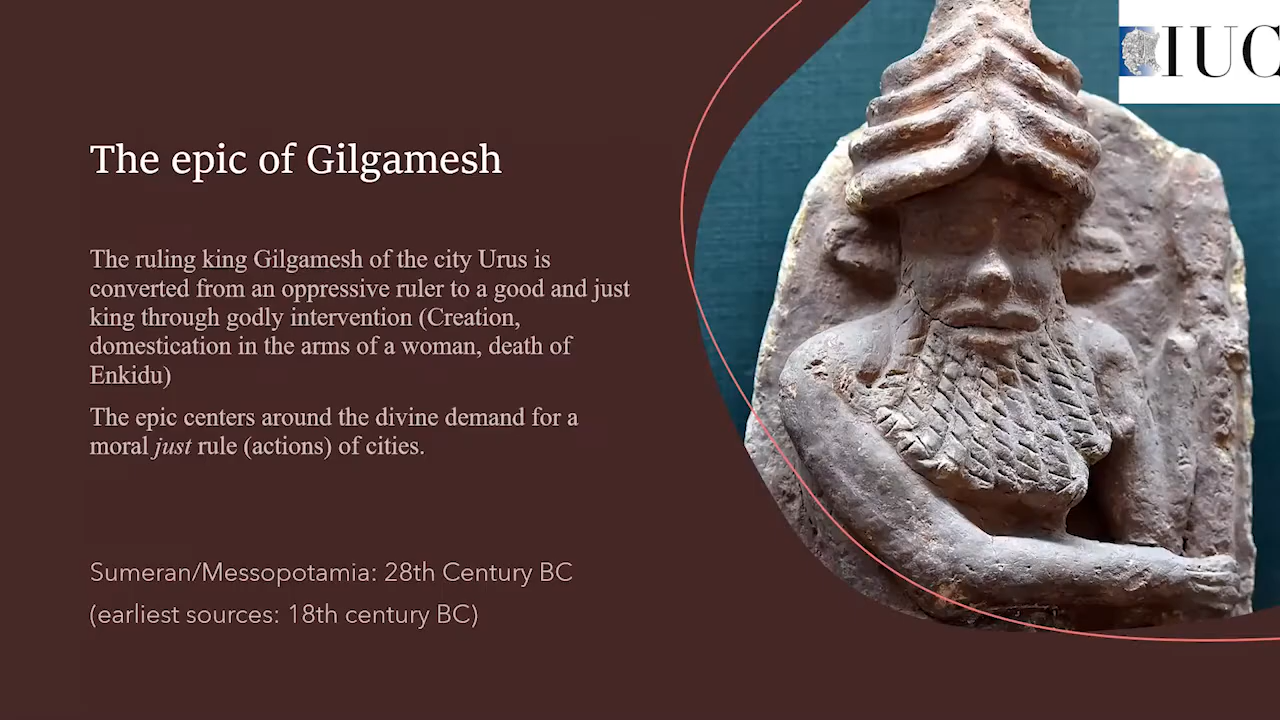 IUC
The epic of Gilgamesh
The ruling king Gilgamesh of the city Urus is
converted from an oppressive ruler to a good and just
king through godly intervention (Creation,
domestication in the arms of a woman, death of
Enkidu)
The epic centers around the divine demand for a
moral just rule (actions) of cities.
Sumeran/Messopotamia: 28th Century BC
(earliest sources: 18th century BC)